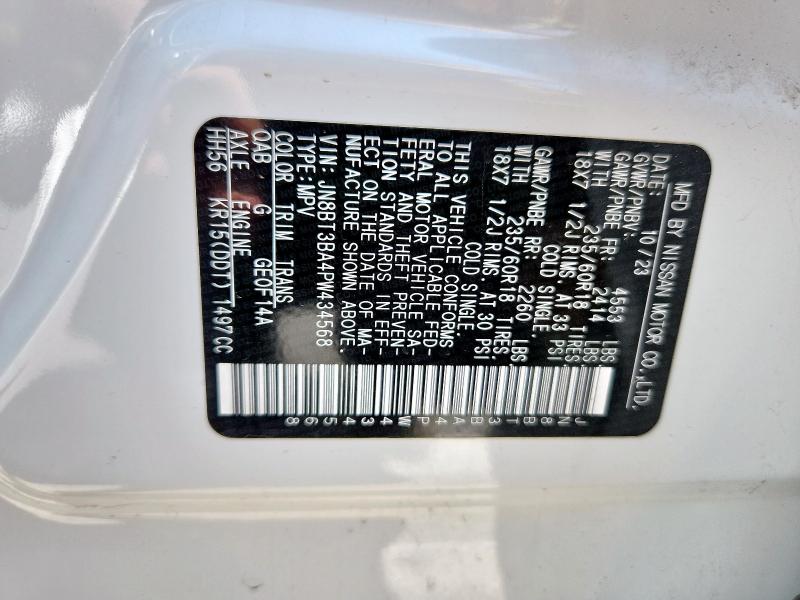 MFD BY NISSAN MOTOR CO.,LTD.
DATE: 10/23
GVWR/PNBV: 4553 LBS.
GAWR/PNBE FR: 2414 LBS.
WITH 235/60R18 TIRES
18X7 1/2J RIMS, AT 33 PSI
COLD SINGLE.
GAWR/PNBE RR: 2260 LBS.
WITH 235/60R18 TIRES
18X7 1/2J RIMS AT 30 PSI
COLD SINGLE
THIS VEHICLE CONFORMS
TO ALL APPLICABLE FED-
ERAL MOTOR VEHICLE SA-
FETY AND THEFT PREVEN-
TION STANDARDS IN EFF-
ECT ON THE DATE OF MA-
NUFACTURE SHOWN ABOVE.
VIN: JN8BT3BA4PW434568
TYPE:MPV
COLOR TRIM TRANS
QAB G GE0F14A
AXLE ENGINE
HH56 KR15(DDT) 1497CC
JN8BT3BA4PW434568